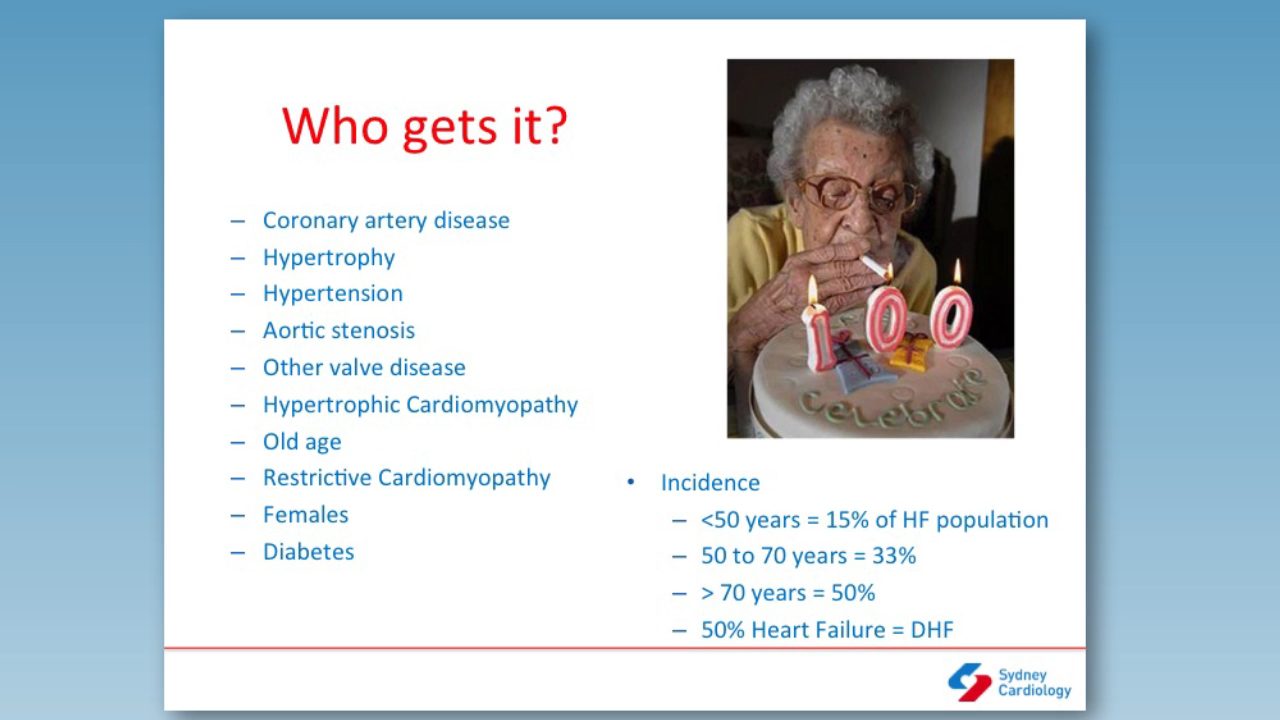 Who gets it?
– Coronary artery disease
– Hypertrophy
– Hypertension
– Aortic stenosis
– Other valve disease
– Hypertrophic Cardiomyopathy
– Old age
– Restrictive Cardiomyopathy
– Females
– Diabetes
100
Celebrate
• Incidence
– <50 years = 15% of HF population
– 50 to 70 years = 33%
– > 70 years = 50%
– 50% Heart Failure = DHF
Sydney
Cardiology